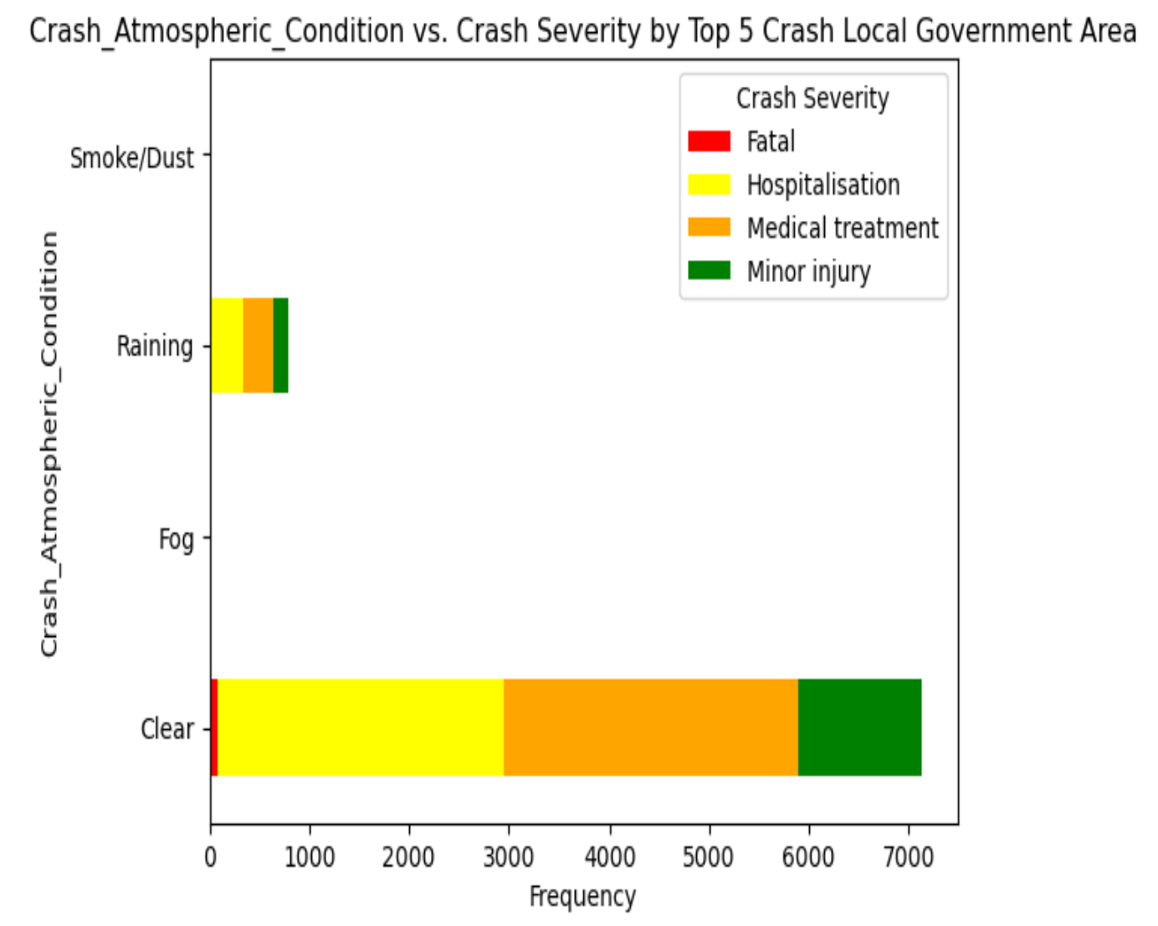 Crash_Atmospheric_Condition vs. Crash Severity by Top 5 Crash Local Government Area
Crash Severity
Fatal
Hospitalisation
Medical treatment
Minor injury
Crash_Atmospheric_Condition
Smoke/Dust
Raining
Fog
Clear
0 1000 2000 3000 4000 5000 6000 7000
Frequency